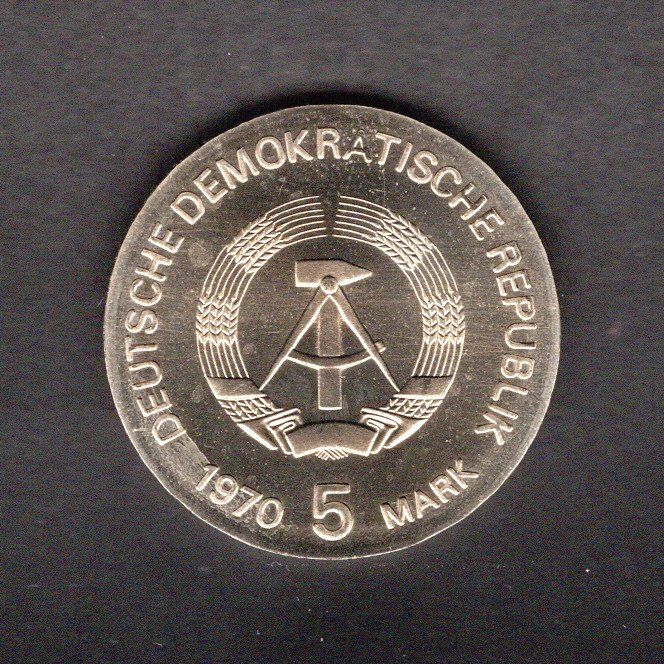 DEUTSCHE DEMOKRATISCHE REPUBLIK
1970 5 MARK